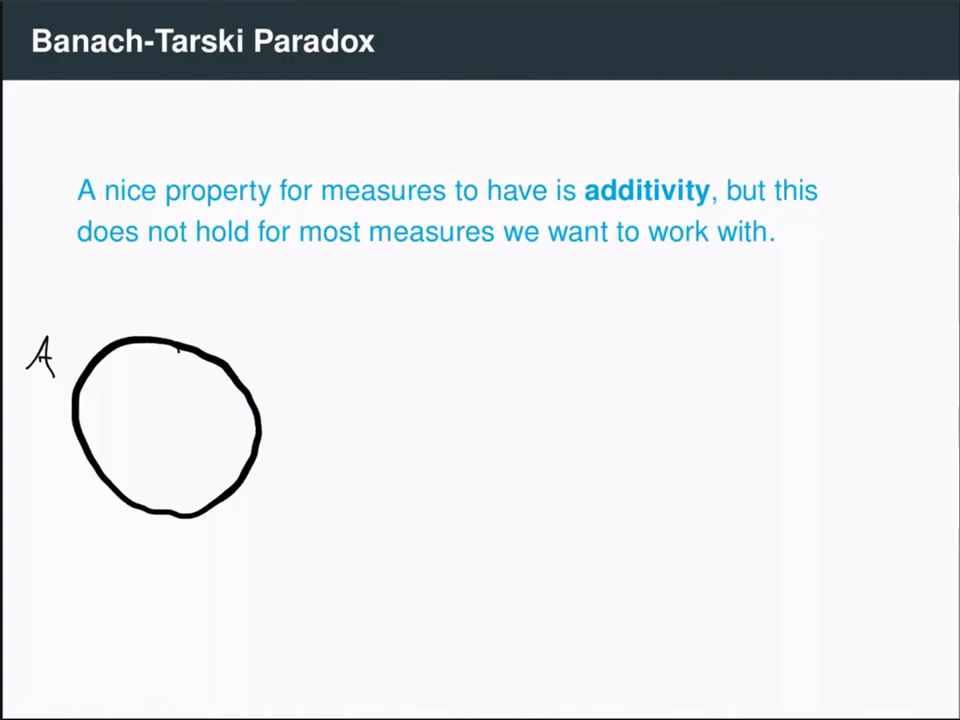 Banach-Tarski Paradox
A nice property for measures to have is additivity, but this
does not hold for most measures we want to work with.
A